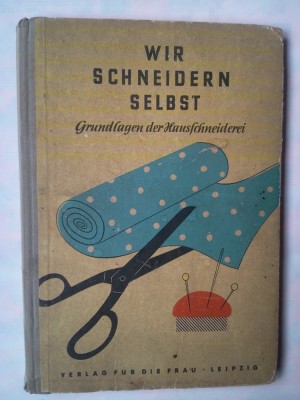 WIR
SCHNEIDERN
SELBST
Grundlagen der Hausschneiderei
VERLAG FÜR DIE FRAU · LEIPZIG